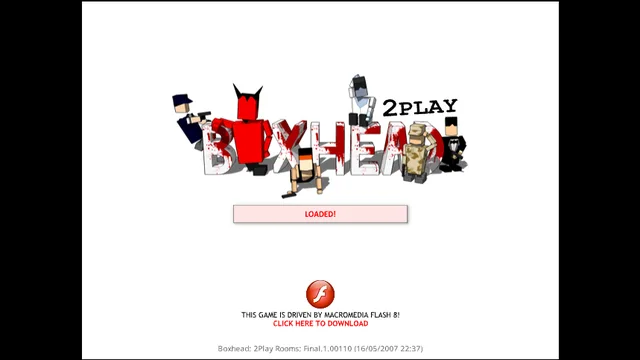 2PLAY
BOXHEAD
LOADED!
THIS GAME IS DRIVEN BY MACROMEDIA FLASH 8!
CLICK HERE TO DOWNLOAD
Boxhead: 2Play Rooms: Final.1.00110 (16/05/2007 22:37)